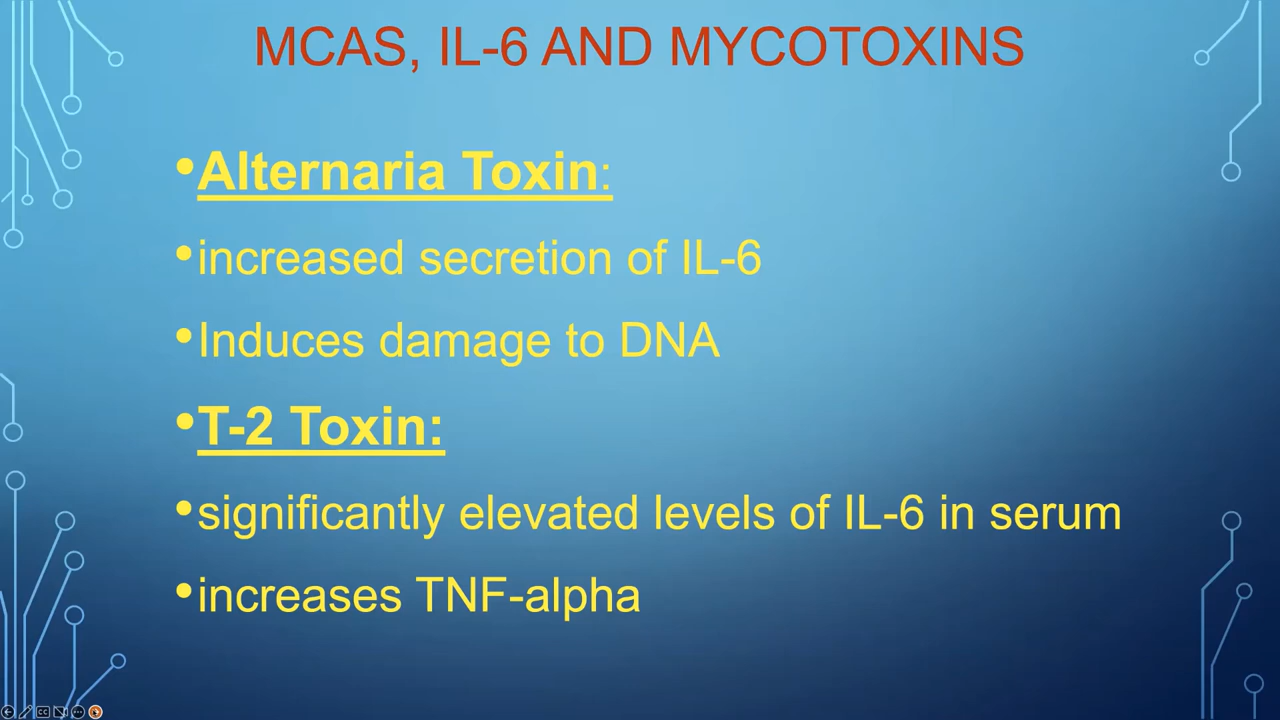 MCAS, IL-6 AND MYCOTOXINS
•Alternaria Toxin:
•increased secretion of IL-6
•Induces damage to DNA
•T-2 Toxin:
•significantly elevated levels of IL-6 in serum
•increases TNF-alpha